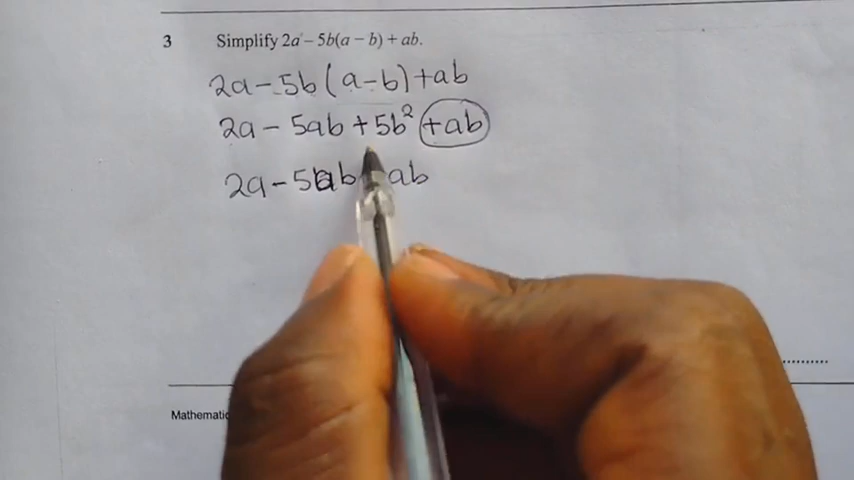 3 Simplify 2a – 5b(a – b) + ab.
2a – 5b(a – b) + ab
2a – 5ab + 5b² + ab
2a – 5ab ab
Mathematic